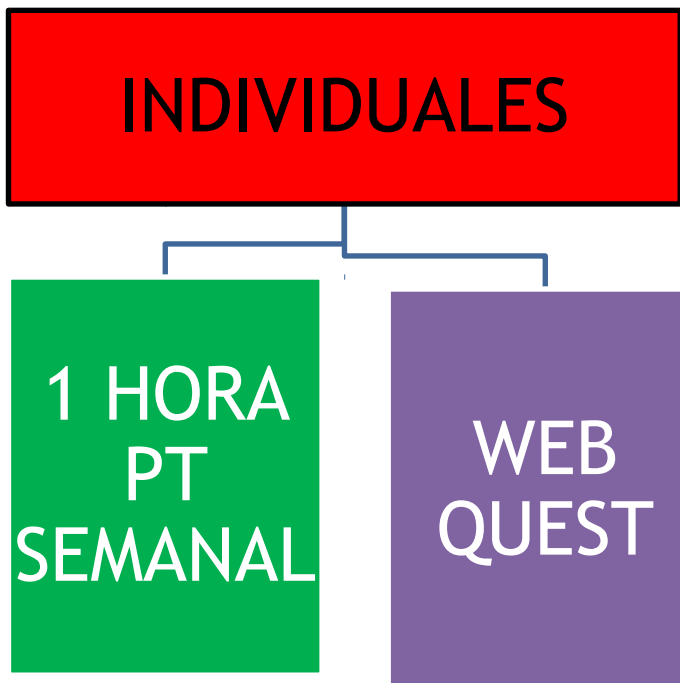 INDIVIDUALES
1 HORA
PT
SEMANAL
WEB
QUEST